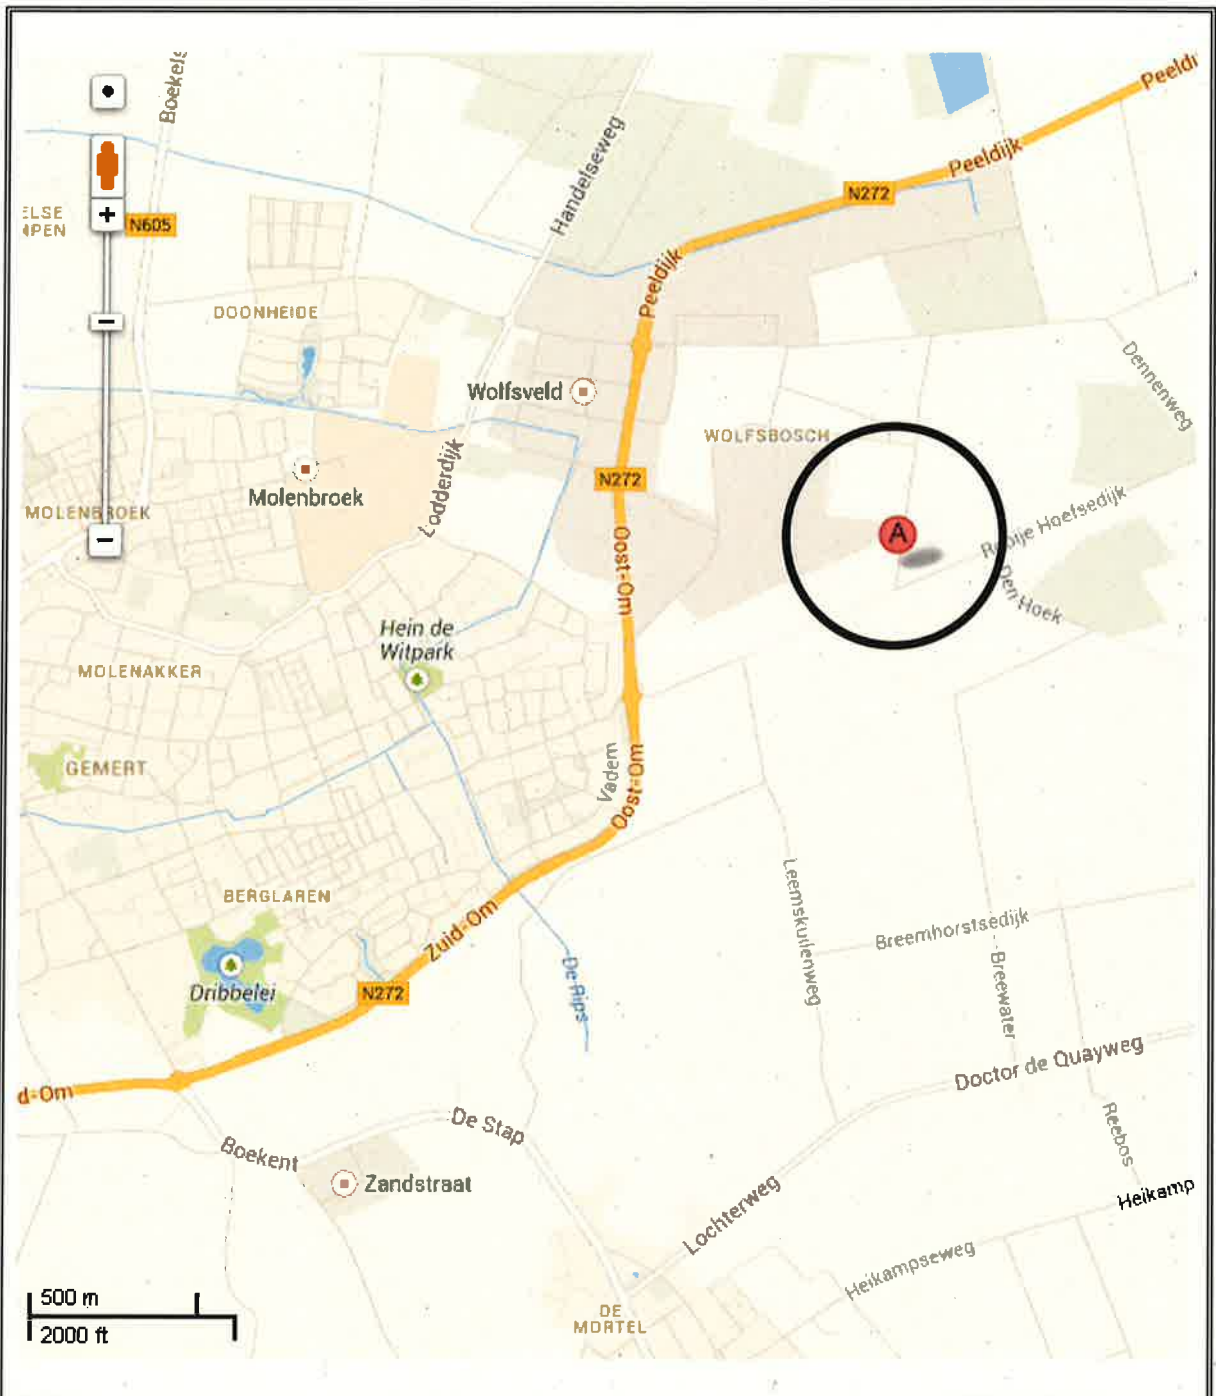 Boekels
Peeldi
Handelseweg
Peeldijk
N272
ELSE
MPEN
N605
Peeldijk
DOONHEIDE
Dennenweg
Wolfsveld
WOLFSBOSCH
Lodderdijk
N272
Molenbroek
MOLENBROEK
Rooije Hoefsedijk
A
Oost-Om
Den Hoek
Hein de
Witpark
MOLENAKKER
GEMERT
Vadem
Oost-Om
BERGLAREN
Leemskuilenweg
Zuid-Om
Breemhorstsedijk
Breewater
De Rips
Dribbelei
N272
Doctor de Quayweg
d-Om
De Stap
Reebos
Boekent
Zandstraat
Heikamp
Lochterweg
Heikampseweg
500 m
2000 ft
DE
MORTEL